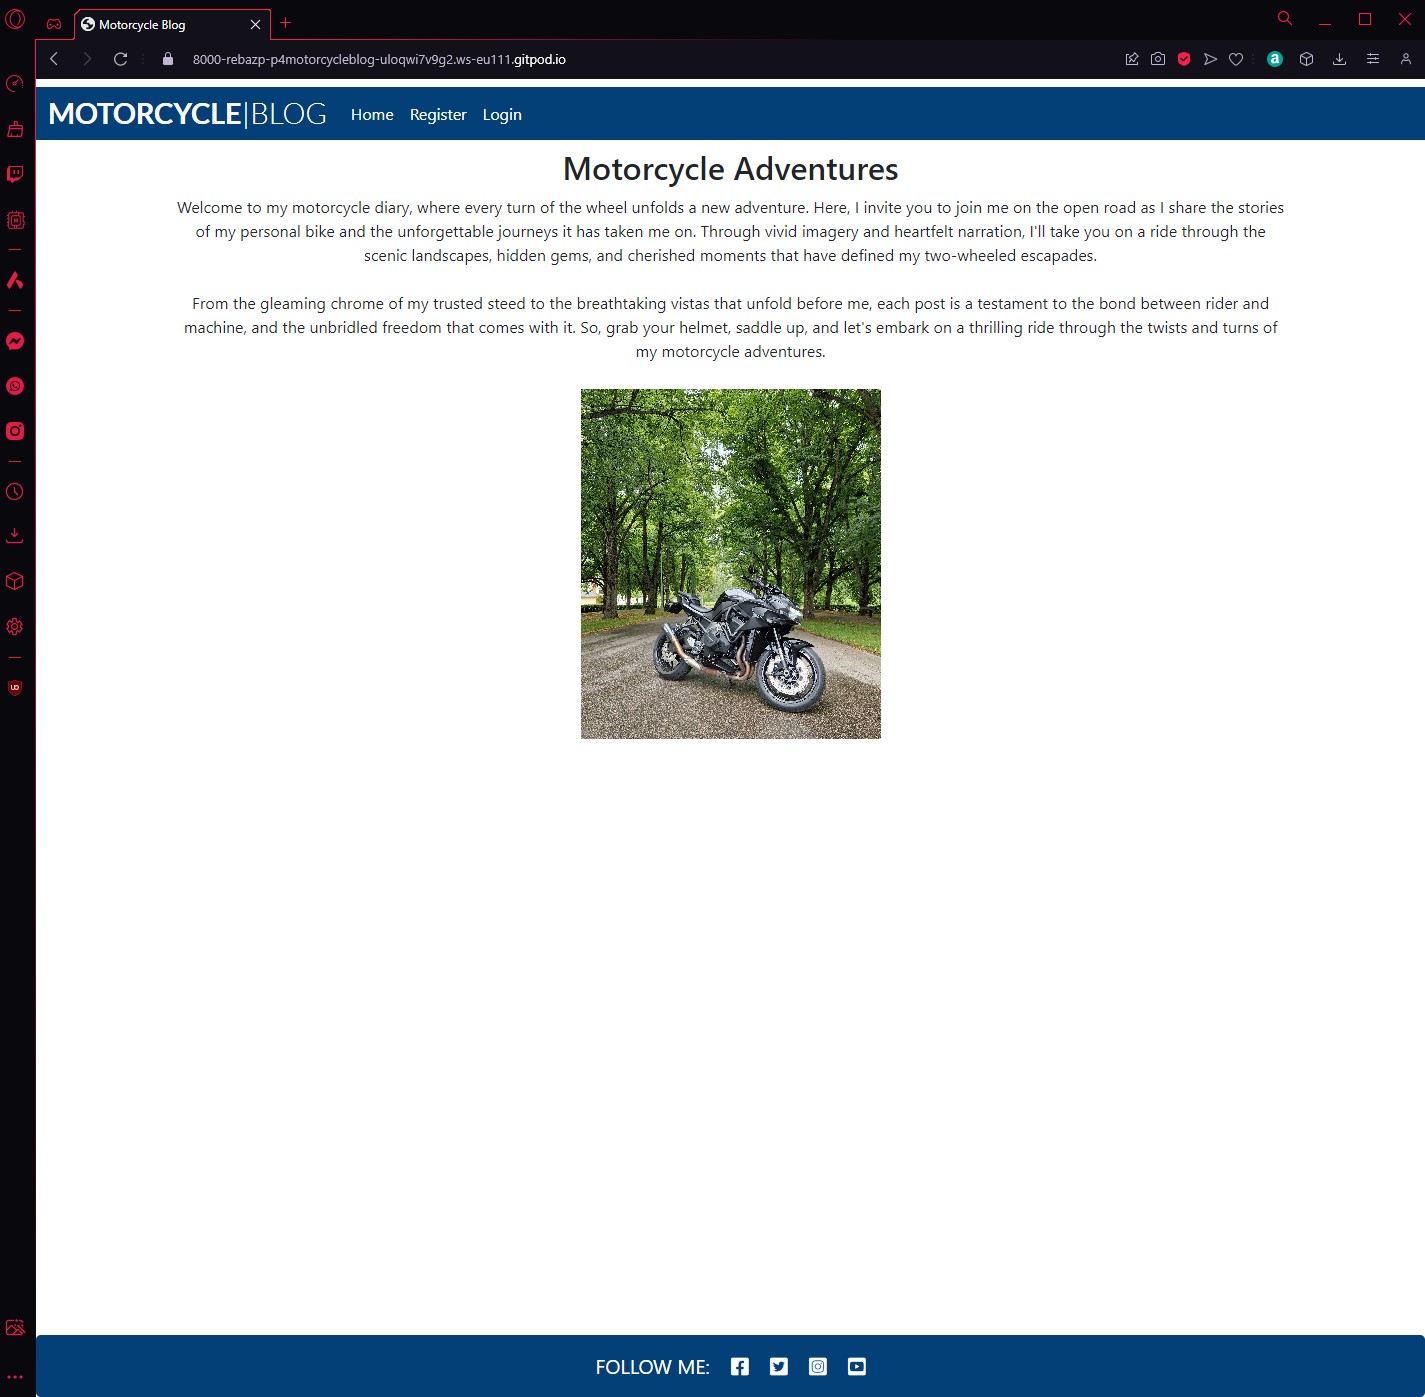 Motorcycle Blog
8000-rebazp-p4motorcycleblog-uloqwi7v9g2.ws-eu111.gitpod.io
MOTORCYCLE|BLOG Home Register Login
Motorcycle Adventures
Welcome to my motorcycle diary, where every turn of the wheel unfolds a new adventure. Here, I invite you to join me on the open road as I share the stories
of my personal bike and the unforgettable journeys it has taken me on. Through vivid imagery and heartfelt narration, I'll take you on a ride through the
scenic landscapes, hidden gems, and cherished moments that have defined my two-wheeled escapades.
From the gleaming chrome of my trusted steed to the breathtaking vistas that unfold before me, each post is a testament to the bond between rider and
machine, and the unbridled freedom that comes with it. So, grab your helmet, saddle up, and let's embark on a thrilling ride through the twists and turns of
my motorcycle adventures.
FOLLOW ME: